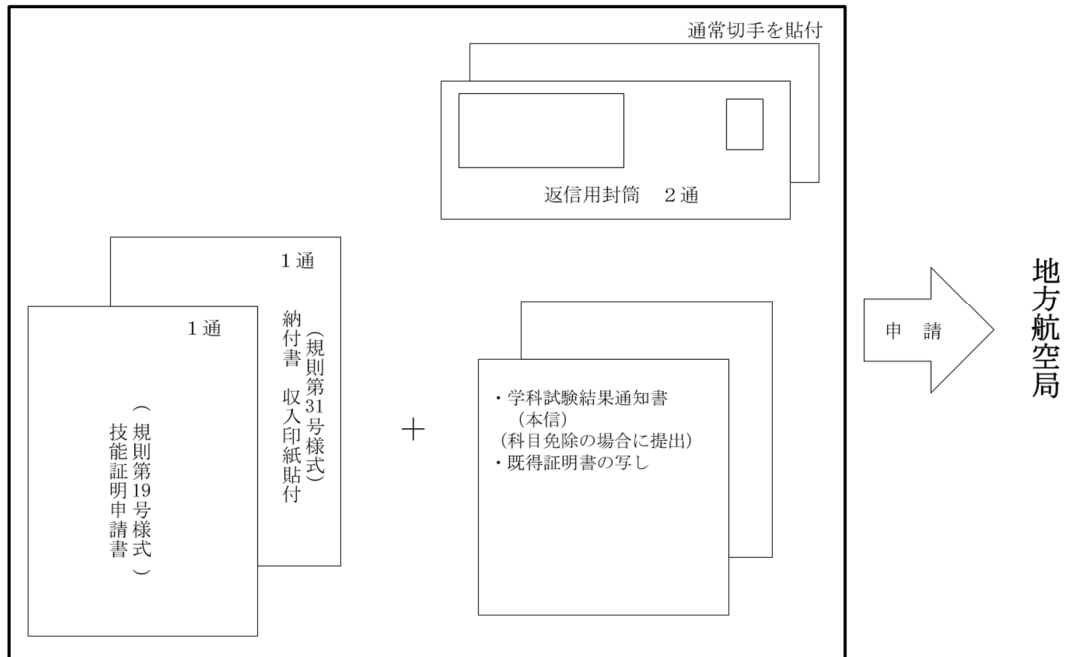 通常切手を貼付
返信用封筒　２通
１通
納付書　収入印紙貼付
（規則第31号様式）
１通
技能証明申請書
（規則第19号様式）
＋
・学科試験結果通知書
（本信）
（科目免除の場合に提出）
・既得証明書の写し
申　請
地方航空局